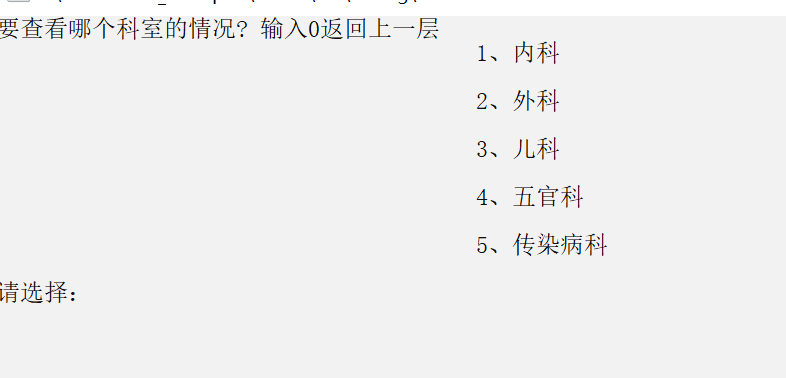 要查看哪个科室的情况? 输入0返回上一层
1、内科
2、外科
3、儿科
4、五官科
5、传染病科
请选择: